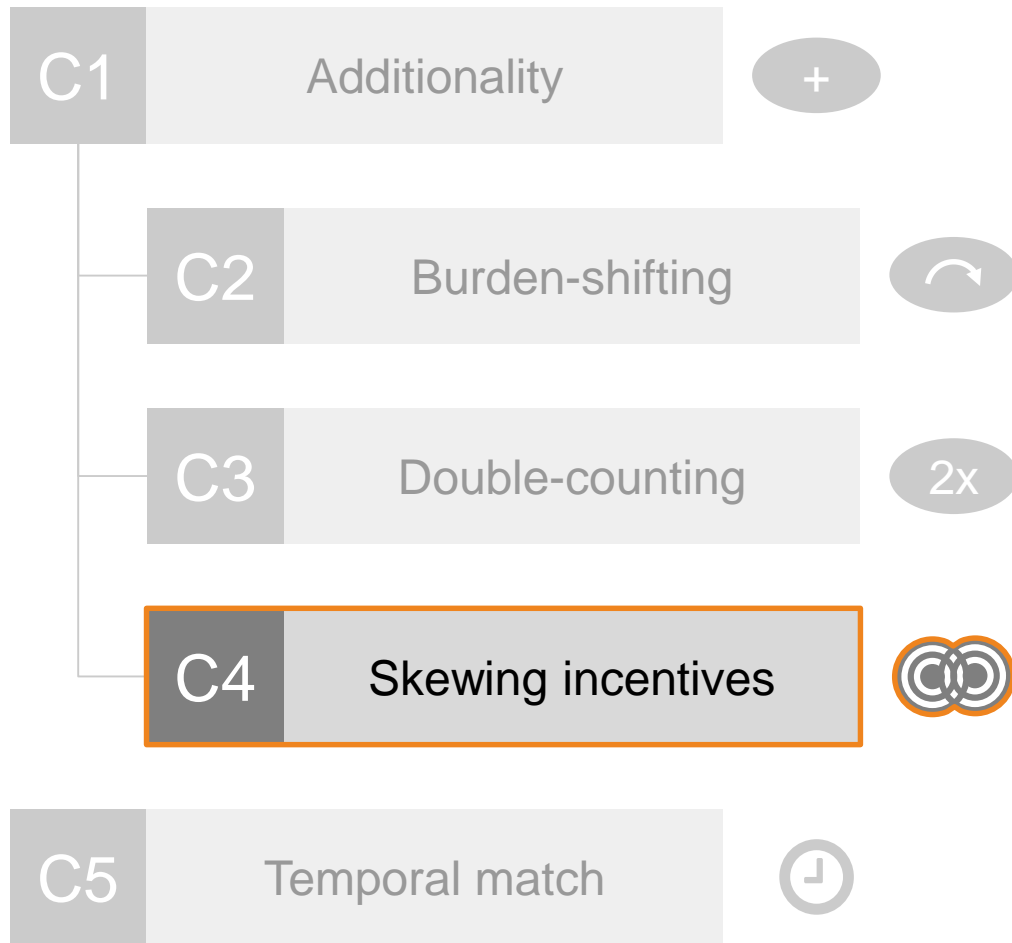 C1 Additionality +
C2 Burden-shifting
C3 Double-counting 2x
C4 Skewing incentives
C5 Temporal match